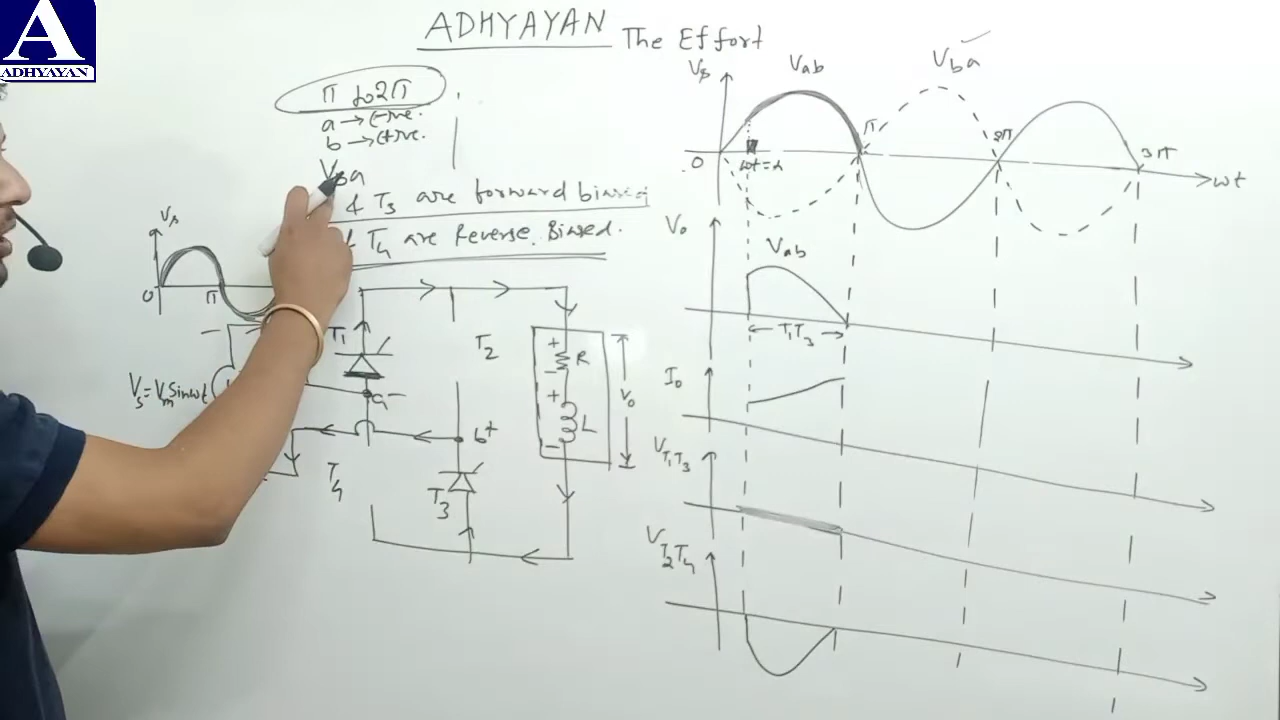 A
ADHYAYAN
ADHYAYAN The Effort
π to 2π
a → (-)ve.
b → (+)ve.
Vba
& T3 are forward biased
& T4 are Reverse Biased.
Vs
0
π
Vs=Vm Sinωt
T1
T2
T3
T4
a-
b+
+
R
-
+
L
-
V0
Vs
Vab
Vba
0
ωt=α
π
2π
3π
ωt
V0
Vab
T1T3
I0
VT1T3
VT2T4